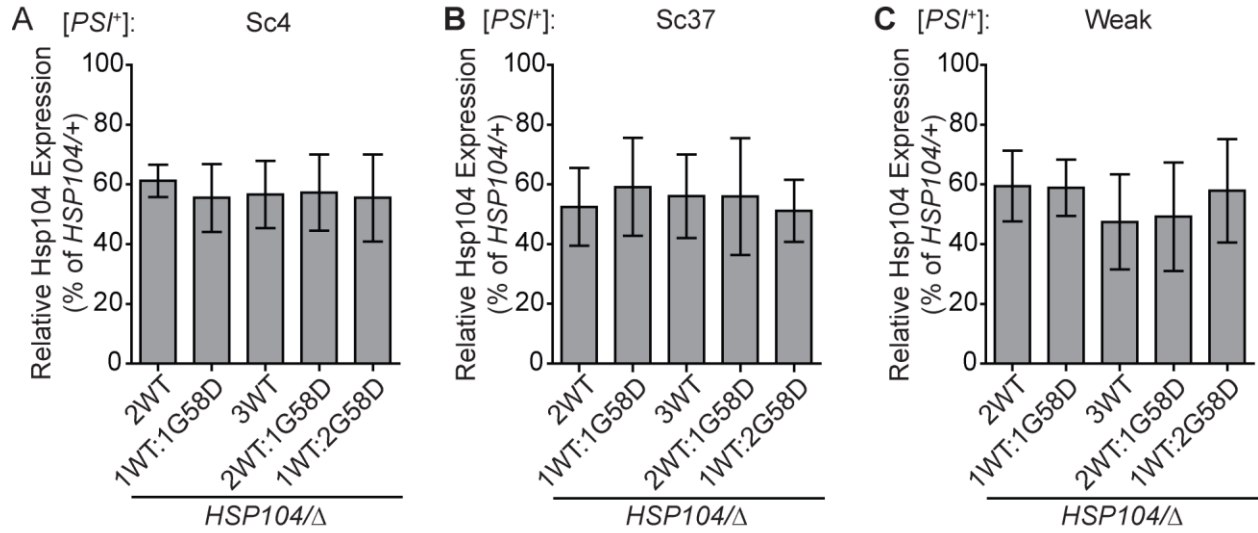 A [PSI⁺]: Sc4
Relative Hsp104 Expression
(% of HSP104/+)
100
80
60
40
20
0
2WT
1WT:1G58D
3WT
2WT:1G58D
1WT:2G58D
HSP104/Δ
B [PSI⁺]: Sc37
Relative Hsp104 Expression
(% of HSP104/+)
100
80
60
40
20
0
2WT
1WT:1G58D
3WT
2WT:1G58D
1WT:2G58D
HSP104/Δ
C [PSI⁺]: Weak
Relative Hsp104 Expression
(% of HSP104/+)
100
80
60
40
20
0
2WT
1WT:1G58D
3WT
2WT:1G58D
1WT:2G58D
HSP104/Δ